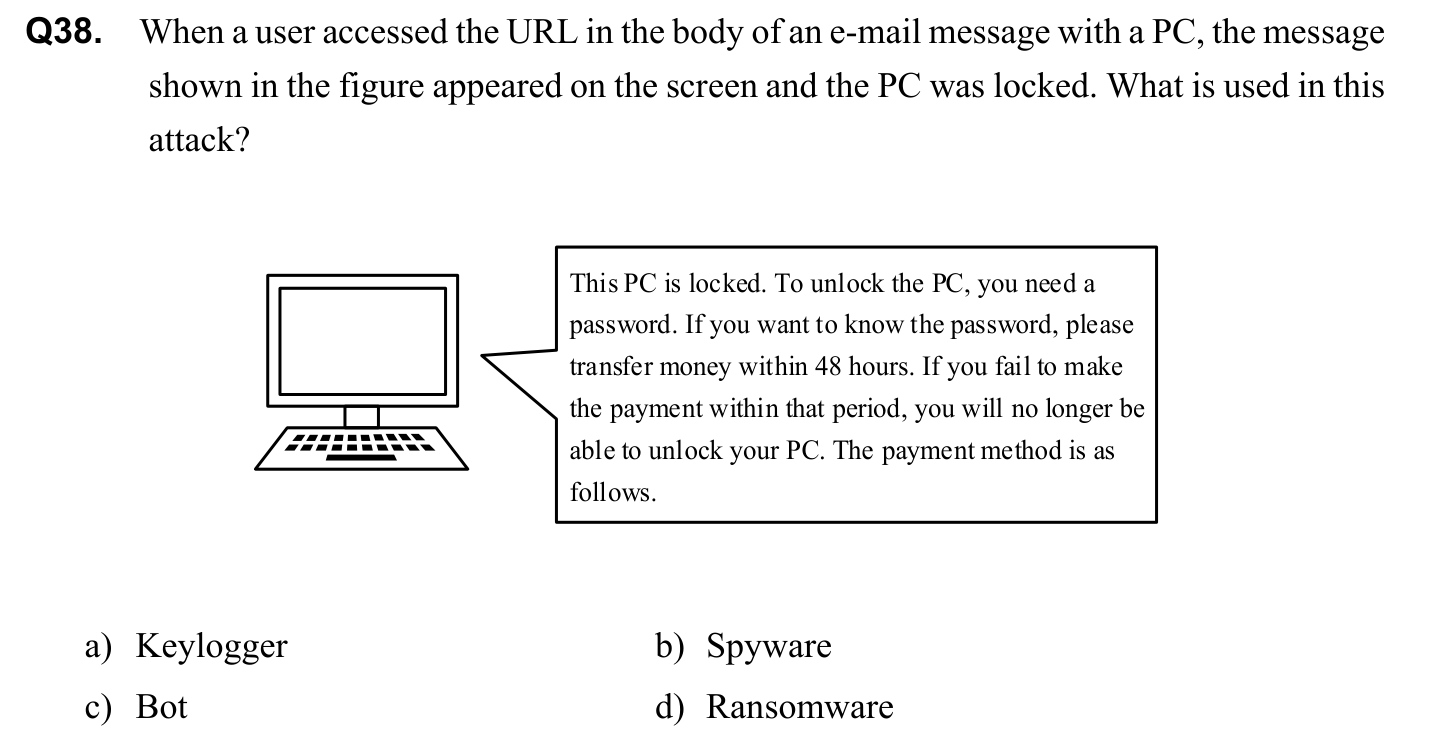 Q38. When a user accessed the URL in the body of an e-mail message with a PC, the message
shown in the figure appeared on the screen and the PC was locked. What is used in this
attack?
This PC is locked. To unlock the PC, you need a
password. If you want to know the password, please
transfer money within 48 hours. If you fail to make
the payment within that period, you will no longer be
able to unlock your PC. The payment method is as
follows.
a) Keylogger b) Spyware
c) Bot d) Ransomware